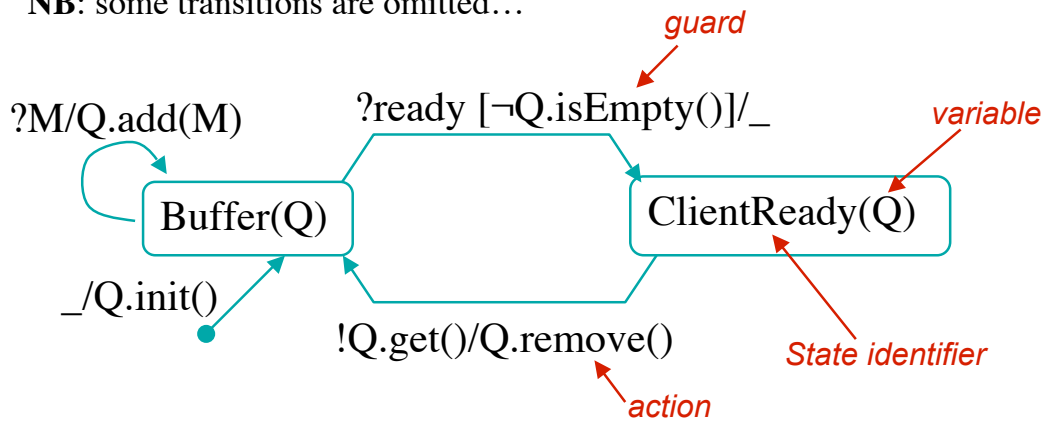 NB: some transitions are omitted…
guard
?M/Q.add(M)
?ready [¬Q.isEmpty()]/_
variable
Buffer(Q)
ClientReady(Q)
_/Q.init()
!Q.get()/Q.remove()
State identifier
action